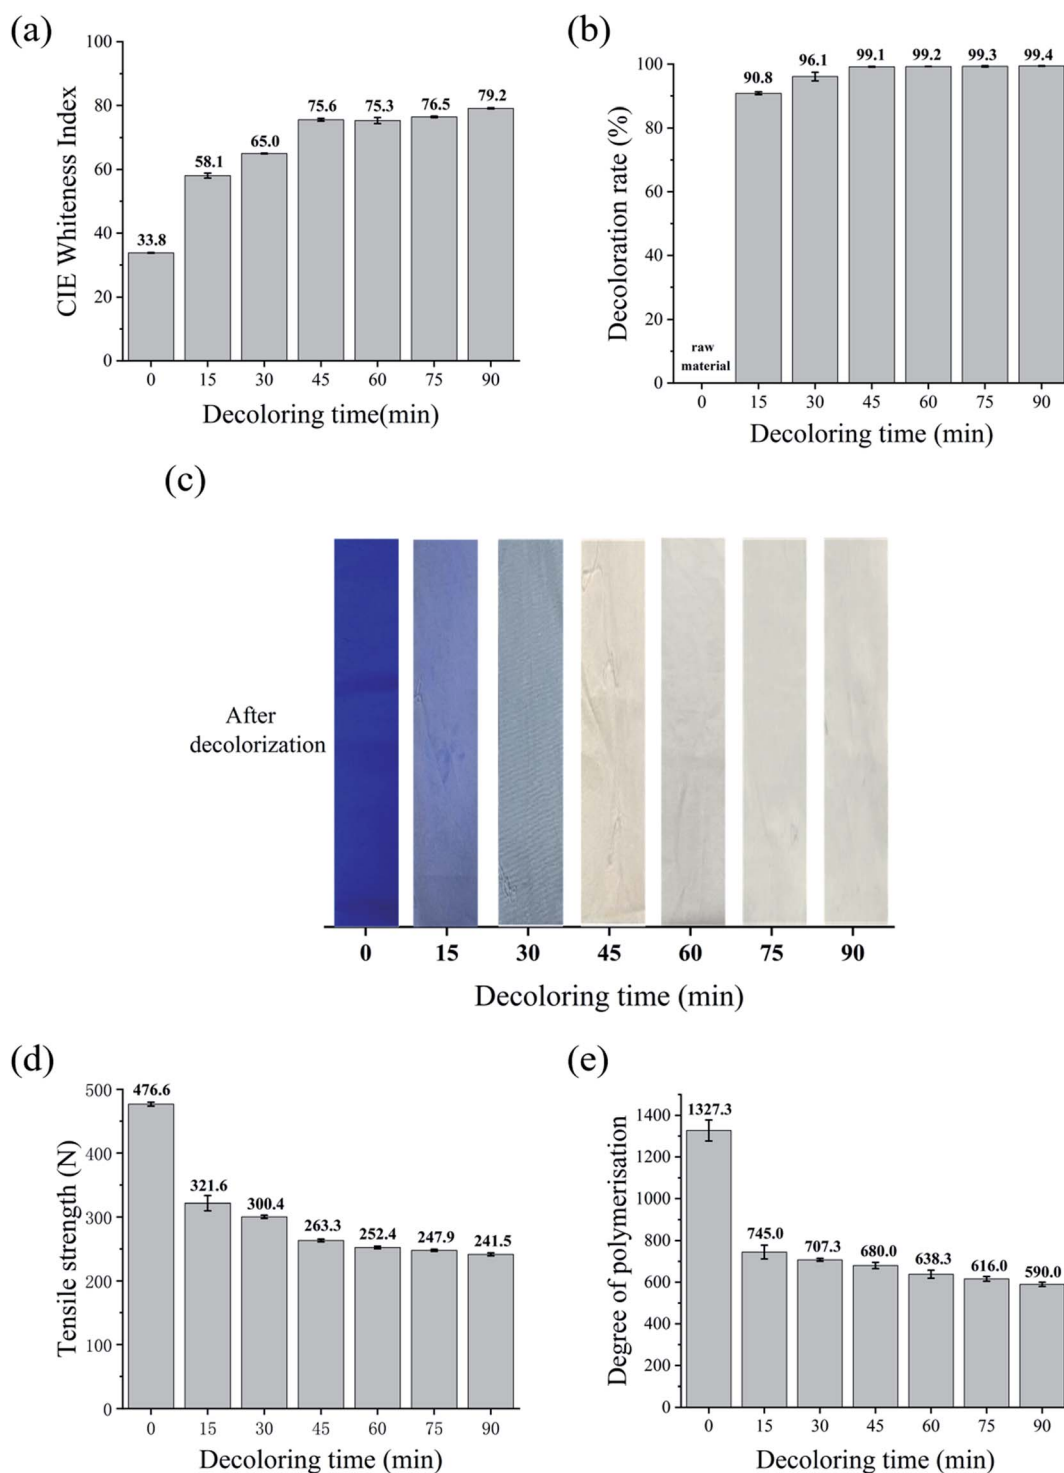 (a)
100
80
60
40
20
0
CIE Whiteness Index
33.8
58.1
65.0
75.6
75.3
76.5
79.2
0 15 30 45 60 75 90
Decoloring time(min)
(b)
100
80
60
40
20
0
Decoloration rate (%)
raw
material
90.8
96.1
99.1
99.2
99.3
99.4
0 15 30 45 60 75 90
Decoloring time (min)
(c)
After
decolorization
0 15 30 45 60 75 90
Decoloring time (min)
(d)
500
400
300
200
100
0
Tensile strength (N)
476.6
321.6
300.4
263.3
252.4
247.9
241.5
0 15 30 45 60 75 90
Decoloring time (min)
(e)
1400
1200
1000
800
600
400
200
0
Degree of polymerisation
1327.3
745.0
707.3
680.0
638.3
616.0
590.0
0 15 30 45 60 75 90
Decoloring time (min)